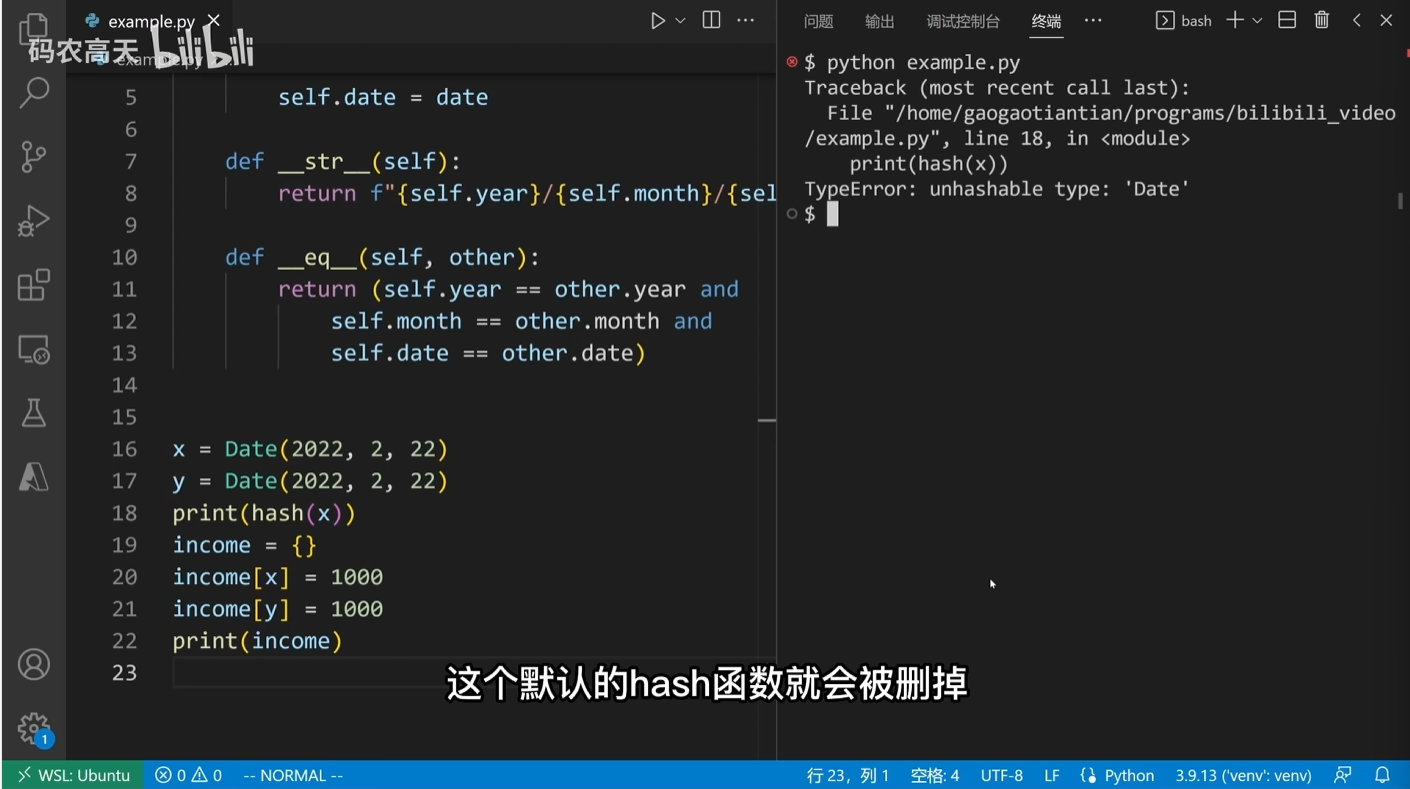 example.py
问题 输出 调试控制台 终端 ··· bash
码农高天 bilibili
example.py
5 self.date = date
6
7 def __str__(self):
8 return f"{self.year}/{self.month}/{sel
9
10 def __eq__(self, other):
11 return (self.year == other.year and
12 self.month == other.month and
13 self.date == other.date)
14
15
16 x = Date(2022, 2, 22)
17 y = Date(2022, 2, 22)
18 print(hash(x))
19 income = {}
20 income[x] = 1000
21 income[y] = 1000
22 print(income)
23
$ python example.py
Traceback (most recent call last):
File "/home/gaogaotiantian/programs/bilibili_video
/example.py", line 18, in <module>
print(hash(x))
TypeError: unhashable type: 'Date'
$
这个默认的hash函数就会被删掉
1
WSL: Ubuntu 0 0 -- NORMAL -- 行 23，列 1 空格: 4 UTF-8 LF Python 3.9.13 ('venv': venv)